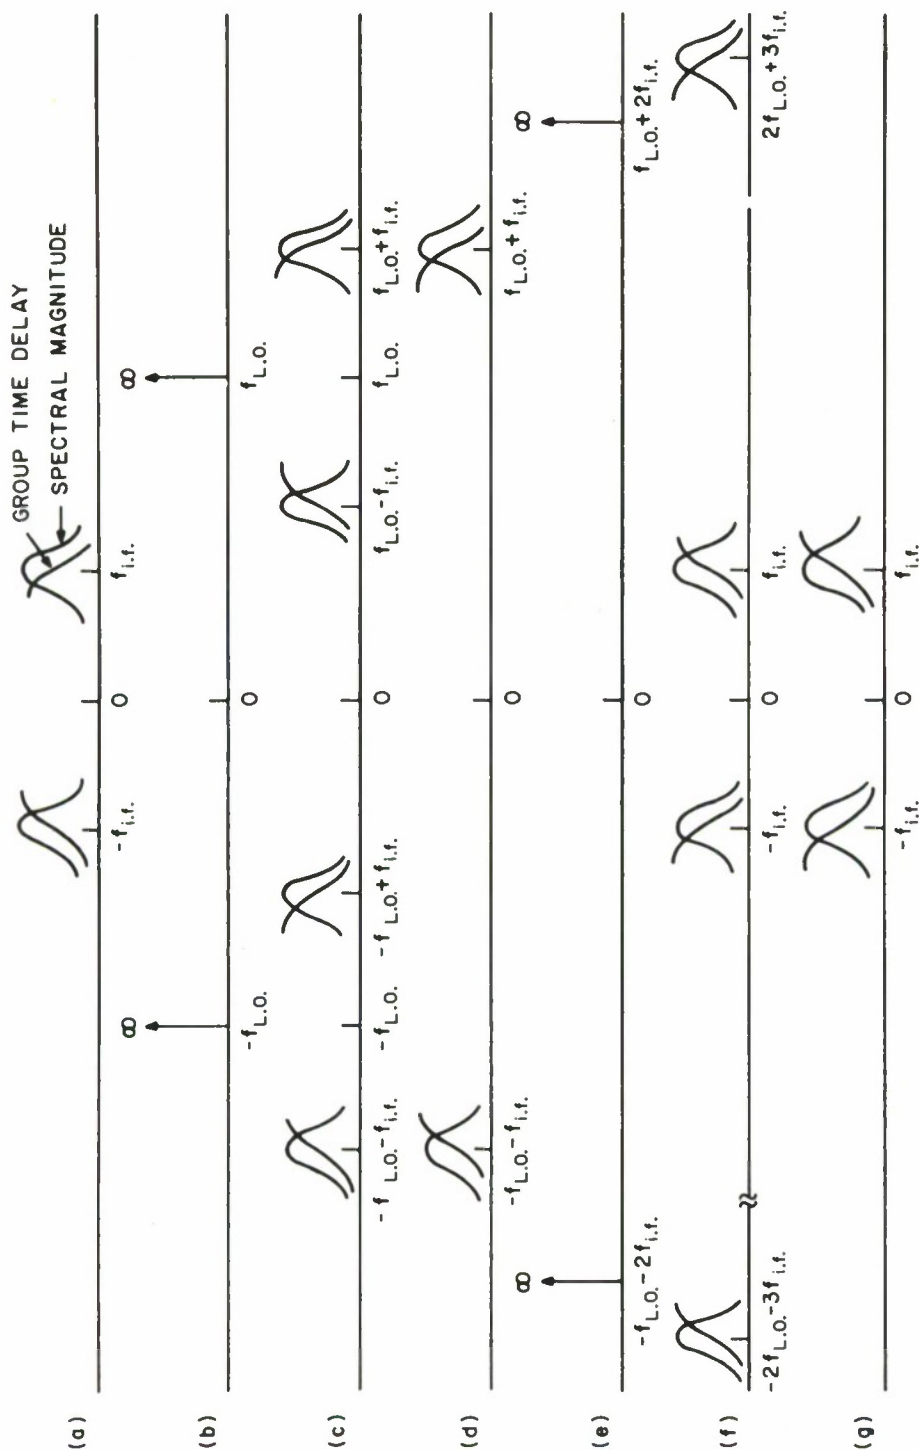 GROUP TIME DELAY
SPECTRAL MAGNITUDE
(a)
-f i.f.
0
f i.f.
(b)
∞
-f L.O.
0
∞
f L.O.
(c)
-f L.O. - f i.f.
-f L.O.
-f L.O. + f i.f.
0
f L.O. - f i.f.
f L.O.
f L.O. + f i.f.
(d)
-f L.O. - f i.f.
0
f L.O. + f i.f.
(e)
∞
-f L.O. - 2f i.f.
0
∞
f L.O. + 2f i.f.
(f)
-2f L.O. - 3f i.f.
-f i.f.
0
f i.f.
2f L.O. + 3f i.f.
(g)
-f i.f.
0
f i.f.